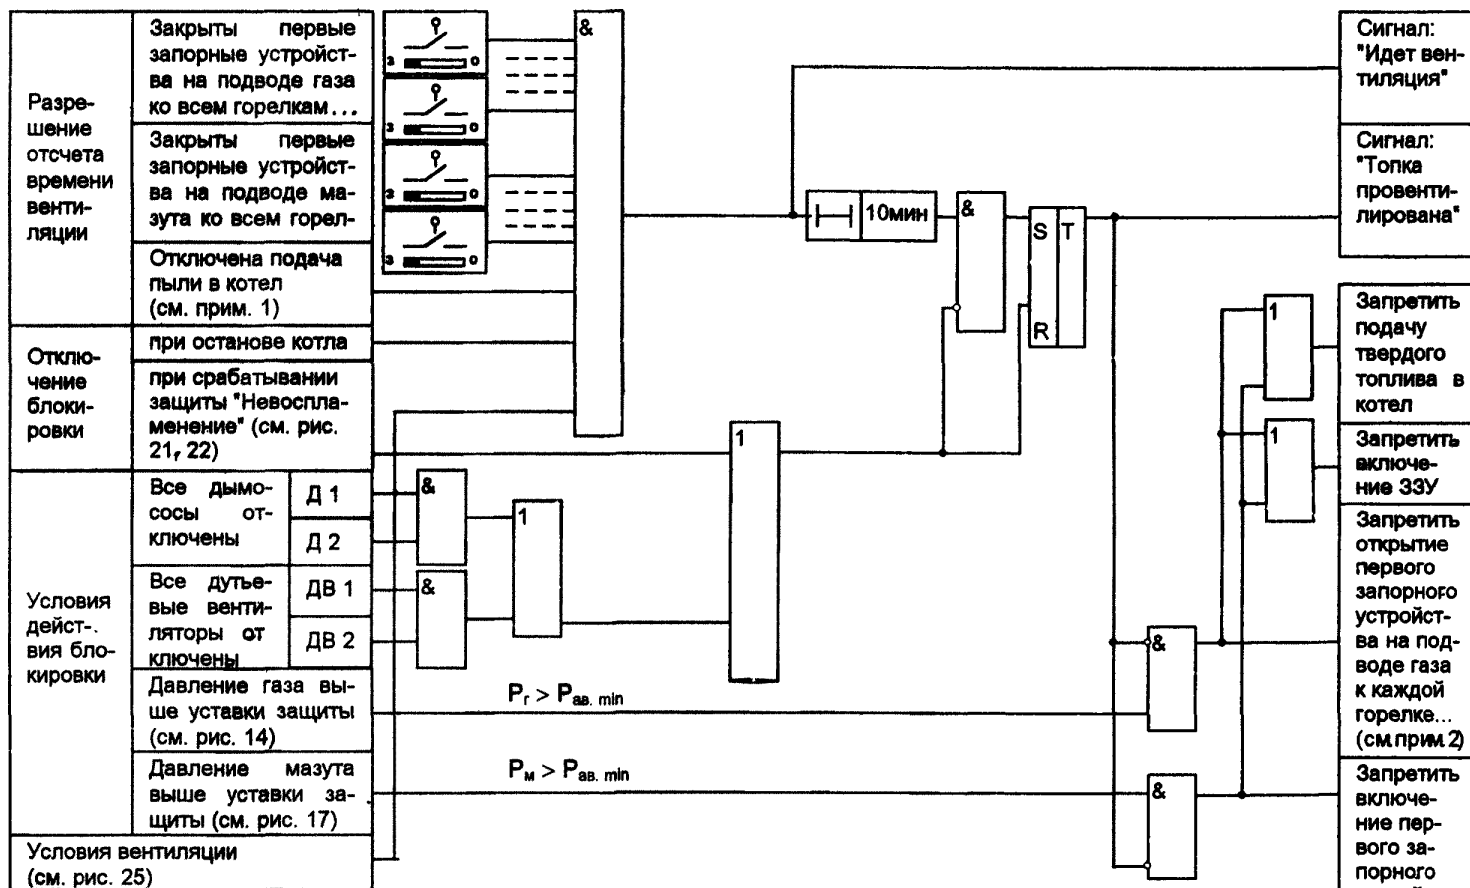 Разре-
шение
отсчета
времени
венти-
ляции
Закрыты первые
запорные устройст-
ва на подводе газа
ко всем горелкам...
Закрыты первые
запорные устройст-
ва на подводе ма-
зута ко всем горел-
Отключена подача
пыли в котел
(см. прим. 1)
Отклю-
чение
блоки-
ровки
при останове котла
при срабатывании
защиты "Невоспла-
менение" (см. рис.
21, 22)
Условия
дейст-.
вия бло-
кировки
Все дымо-
сосы от-
ключены
Д 1
Д 2
Все дутье-
вые венти-
ляторы от
ключены
ДВ 1
ДВ 2
Давление газа вы-
ше уставки защиты
(см. рис. 14)
Давление мазута
выше уставки за-
щиты (см. рис. 17)
Условия вентиляции
(см. рис. 25)
З О
З О
З О
З О
&
&
&
1
1
Рг > Рав. min
Рм > Рав. min
10мин
&
S T
R
&
&
1
1
Сигнал:
"Идет вен-
тиляция"
Сигнал:
"Топка
провенти-
лирована"
Запретить
подачу
твердого
топлива в
котел
Запретить
включе-
ние ЗЗУ
Запретить
открытие
первого
запорного
устройст-
ва на под-
воде газа
к каждой
горелке...
(см.прим.2)
Запретить
включе-
ние пер-
вого за-
порного